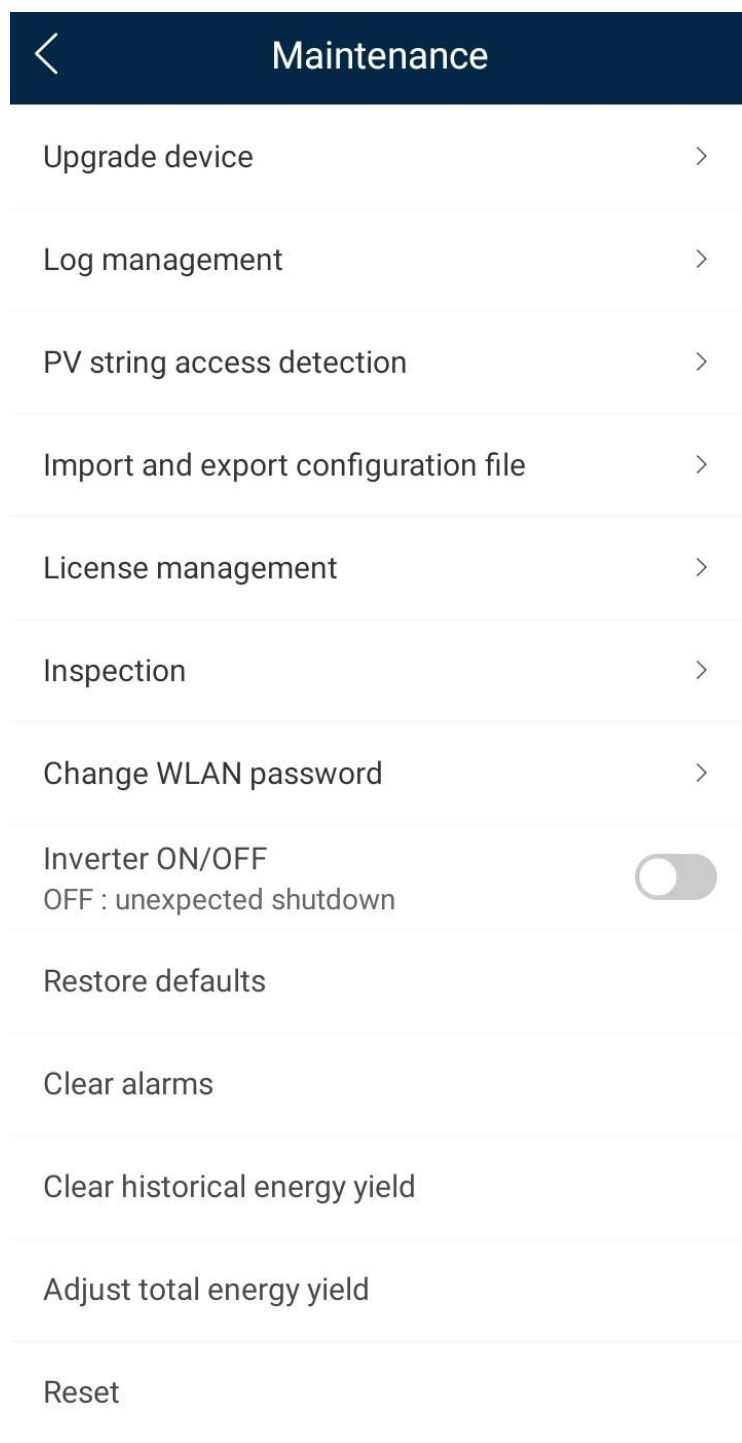 Maintenance
Upgrade device
Log management
PV string access detection
Import and export configuration file
License management
Inspection
Change WLAN password
Inverter ON/OFF
OFF : unexpected shutdown
Restore defaults
Clear alarms
Clear historical energy yield
Adjust total energy yield
Reset